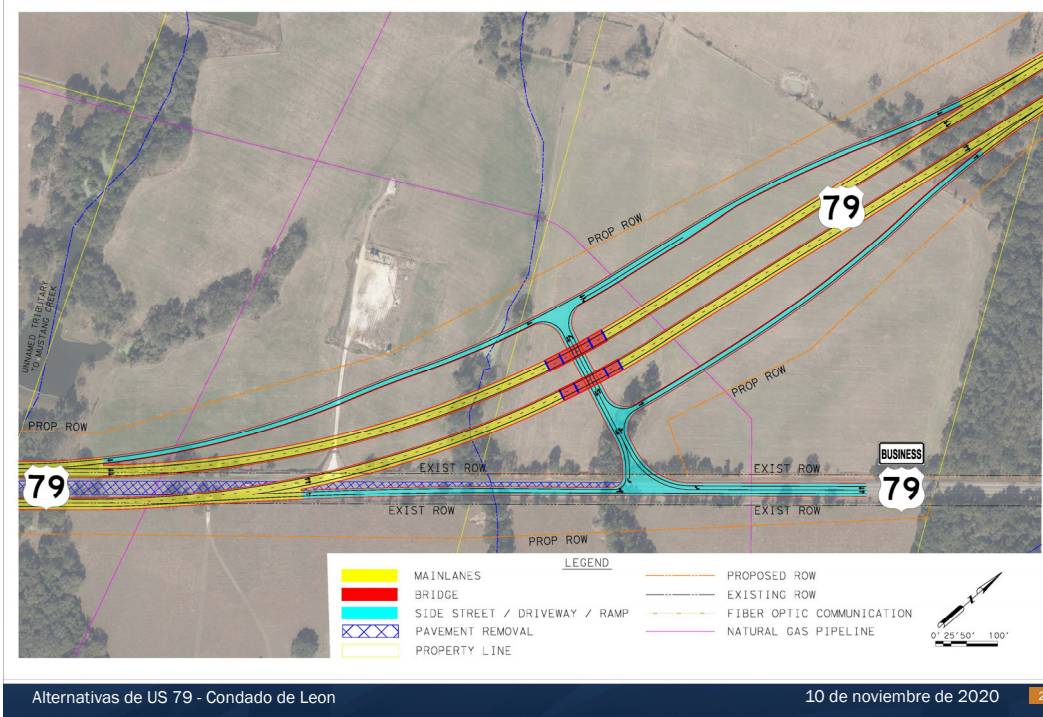 79
PROP ROW
UNNAMED TRIBUTARY
TO MUSTANG CREEK
PROP ROW
PROP ROW
BUSINESS
79
79
EXIST ROW
EXIST ROW
EXIST ROW
EXIST ROW
PROP ROW
LEGEND
MAINLANES
BRIDGE
SIDE STREET / DRIVEWAY / RAMP
PAVEMENT REMOVAL
PROPERTY LINE
PROPOSED ROW
EXISTING ROW
FIBER OPTIC COMMUNICATION
NATURAL GAS PIPELINE
0' 25' 50' 100'
Alternativas de US 79 - Condado de Leon
10 de noviembre de 2020
2